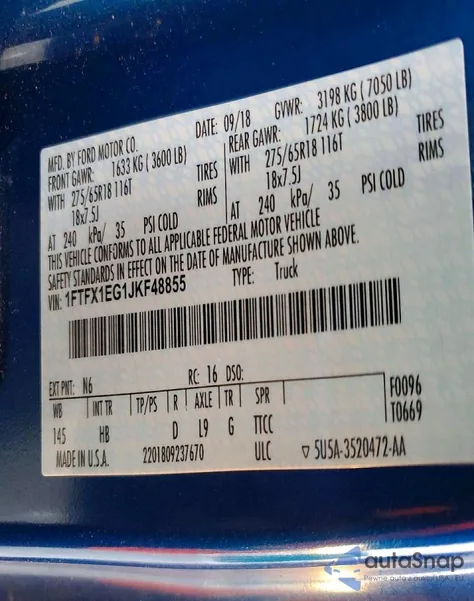 MFD. BY FORD MOTOR CO.
DATE: 09/18 GVWR: 3198 KG ( 7050 LB)
FRONT GAWR: 1633 KG ( 3600 LB)
WITH 275/65R18 116T TIRES
18x7.5J RIMS
AT 240 kPa/ 35 PSI COLD
REAR GAWR: 1724 KG ( 3800 LB)
WITH 275/65R18 116T TIRES
18x7.5J RIMS
AT 240 kPa/ 35 PSI COLD
THIS VEHICLE CONFORMS TO ALL APPLICABLE FEDERAL MOTOR VEHICLE
SAFETY STANDARDS IN EFFECT ON THE DATE OF MANUFACTURE SHOWN ABOVE.
VIN: 1FTFX1EG1JKF48855 TYPE: Truck
EXT PNT: N6 RC: 16 DSO:
WB INT TR TP/PS R AXLE TR SPR F0096
145 HB D L9 G TTCC T0669
MADE IN U.S.A. 2201809237670 ULC ▽ 5U5A-3520472-AA
autoSnap